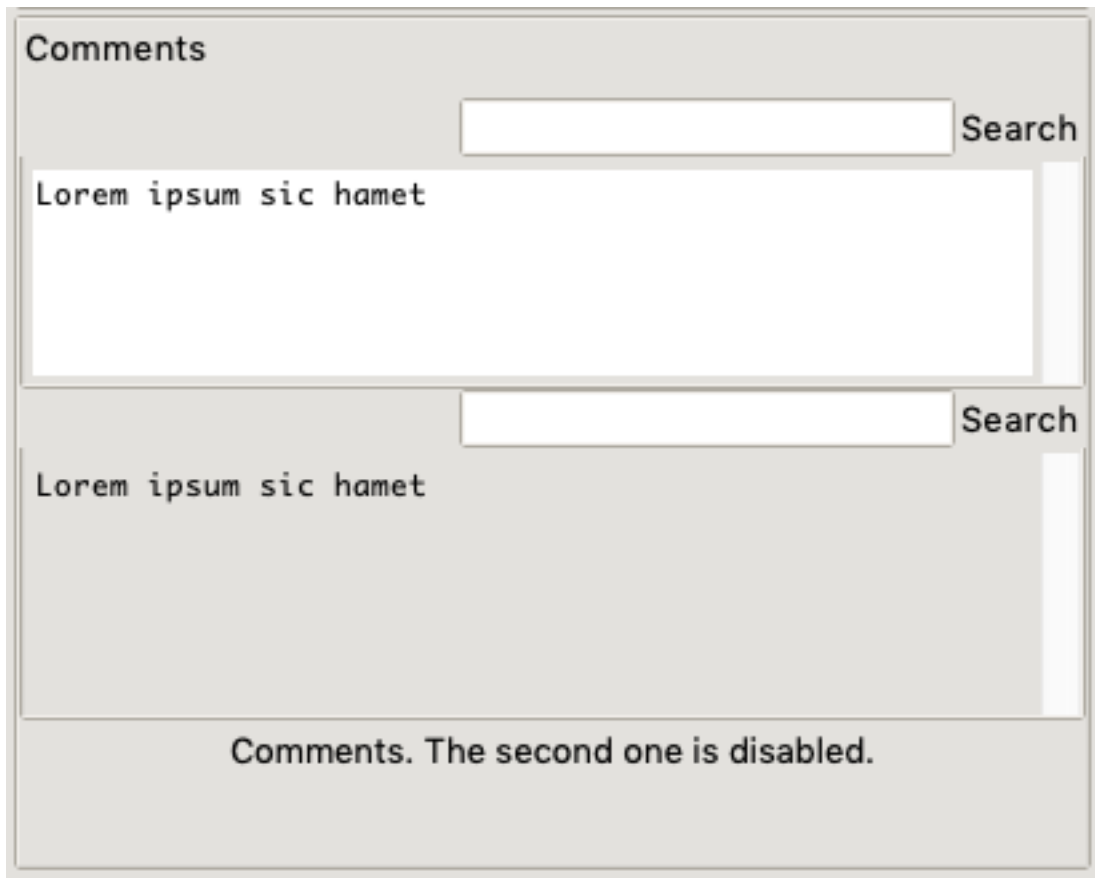 Comments
Search
Lorem ipsum sic hamet
Search
Lorem ipsum sic hamet
Comments. The second one is disabled.